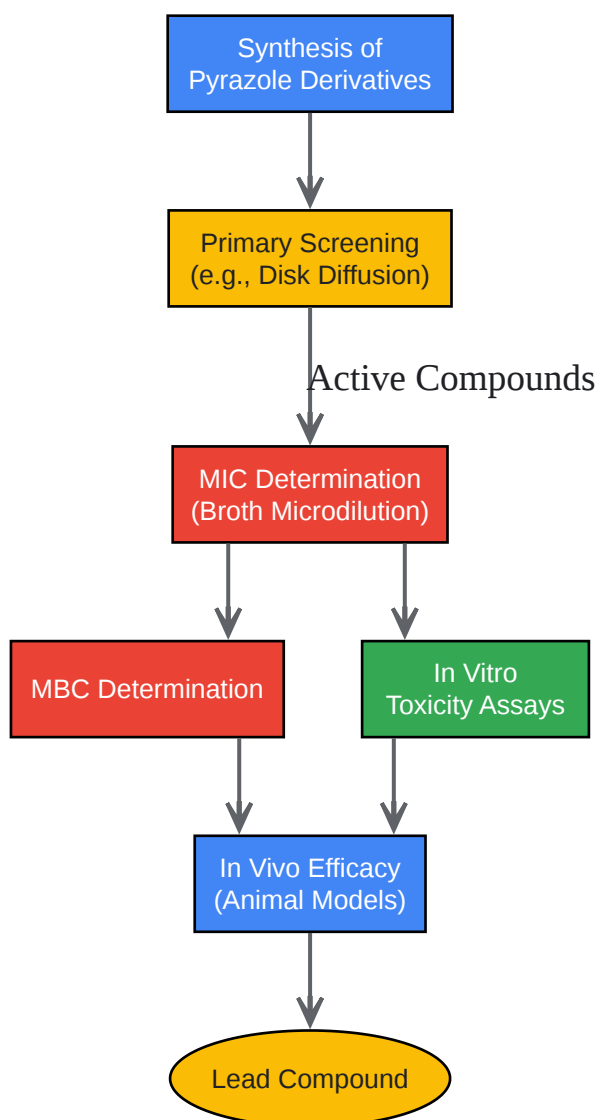 Synthesis of
Pyrazole Derivatives
Primary Screening
(e.g., Disk Diffusion)
Active Compounds
MIC Determination
(Broth Microdilution)
MBC Determination
In Vitro
Toxicity Assays
In Vivo Efficacy
(Animal Models)
Lead Compound